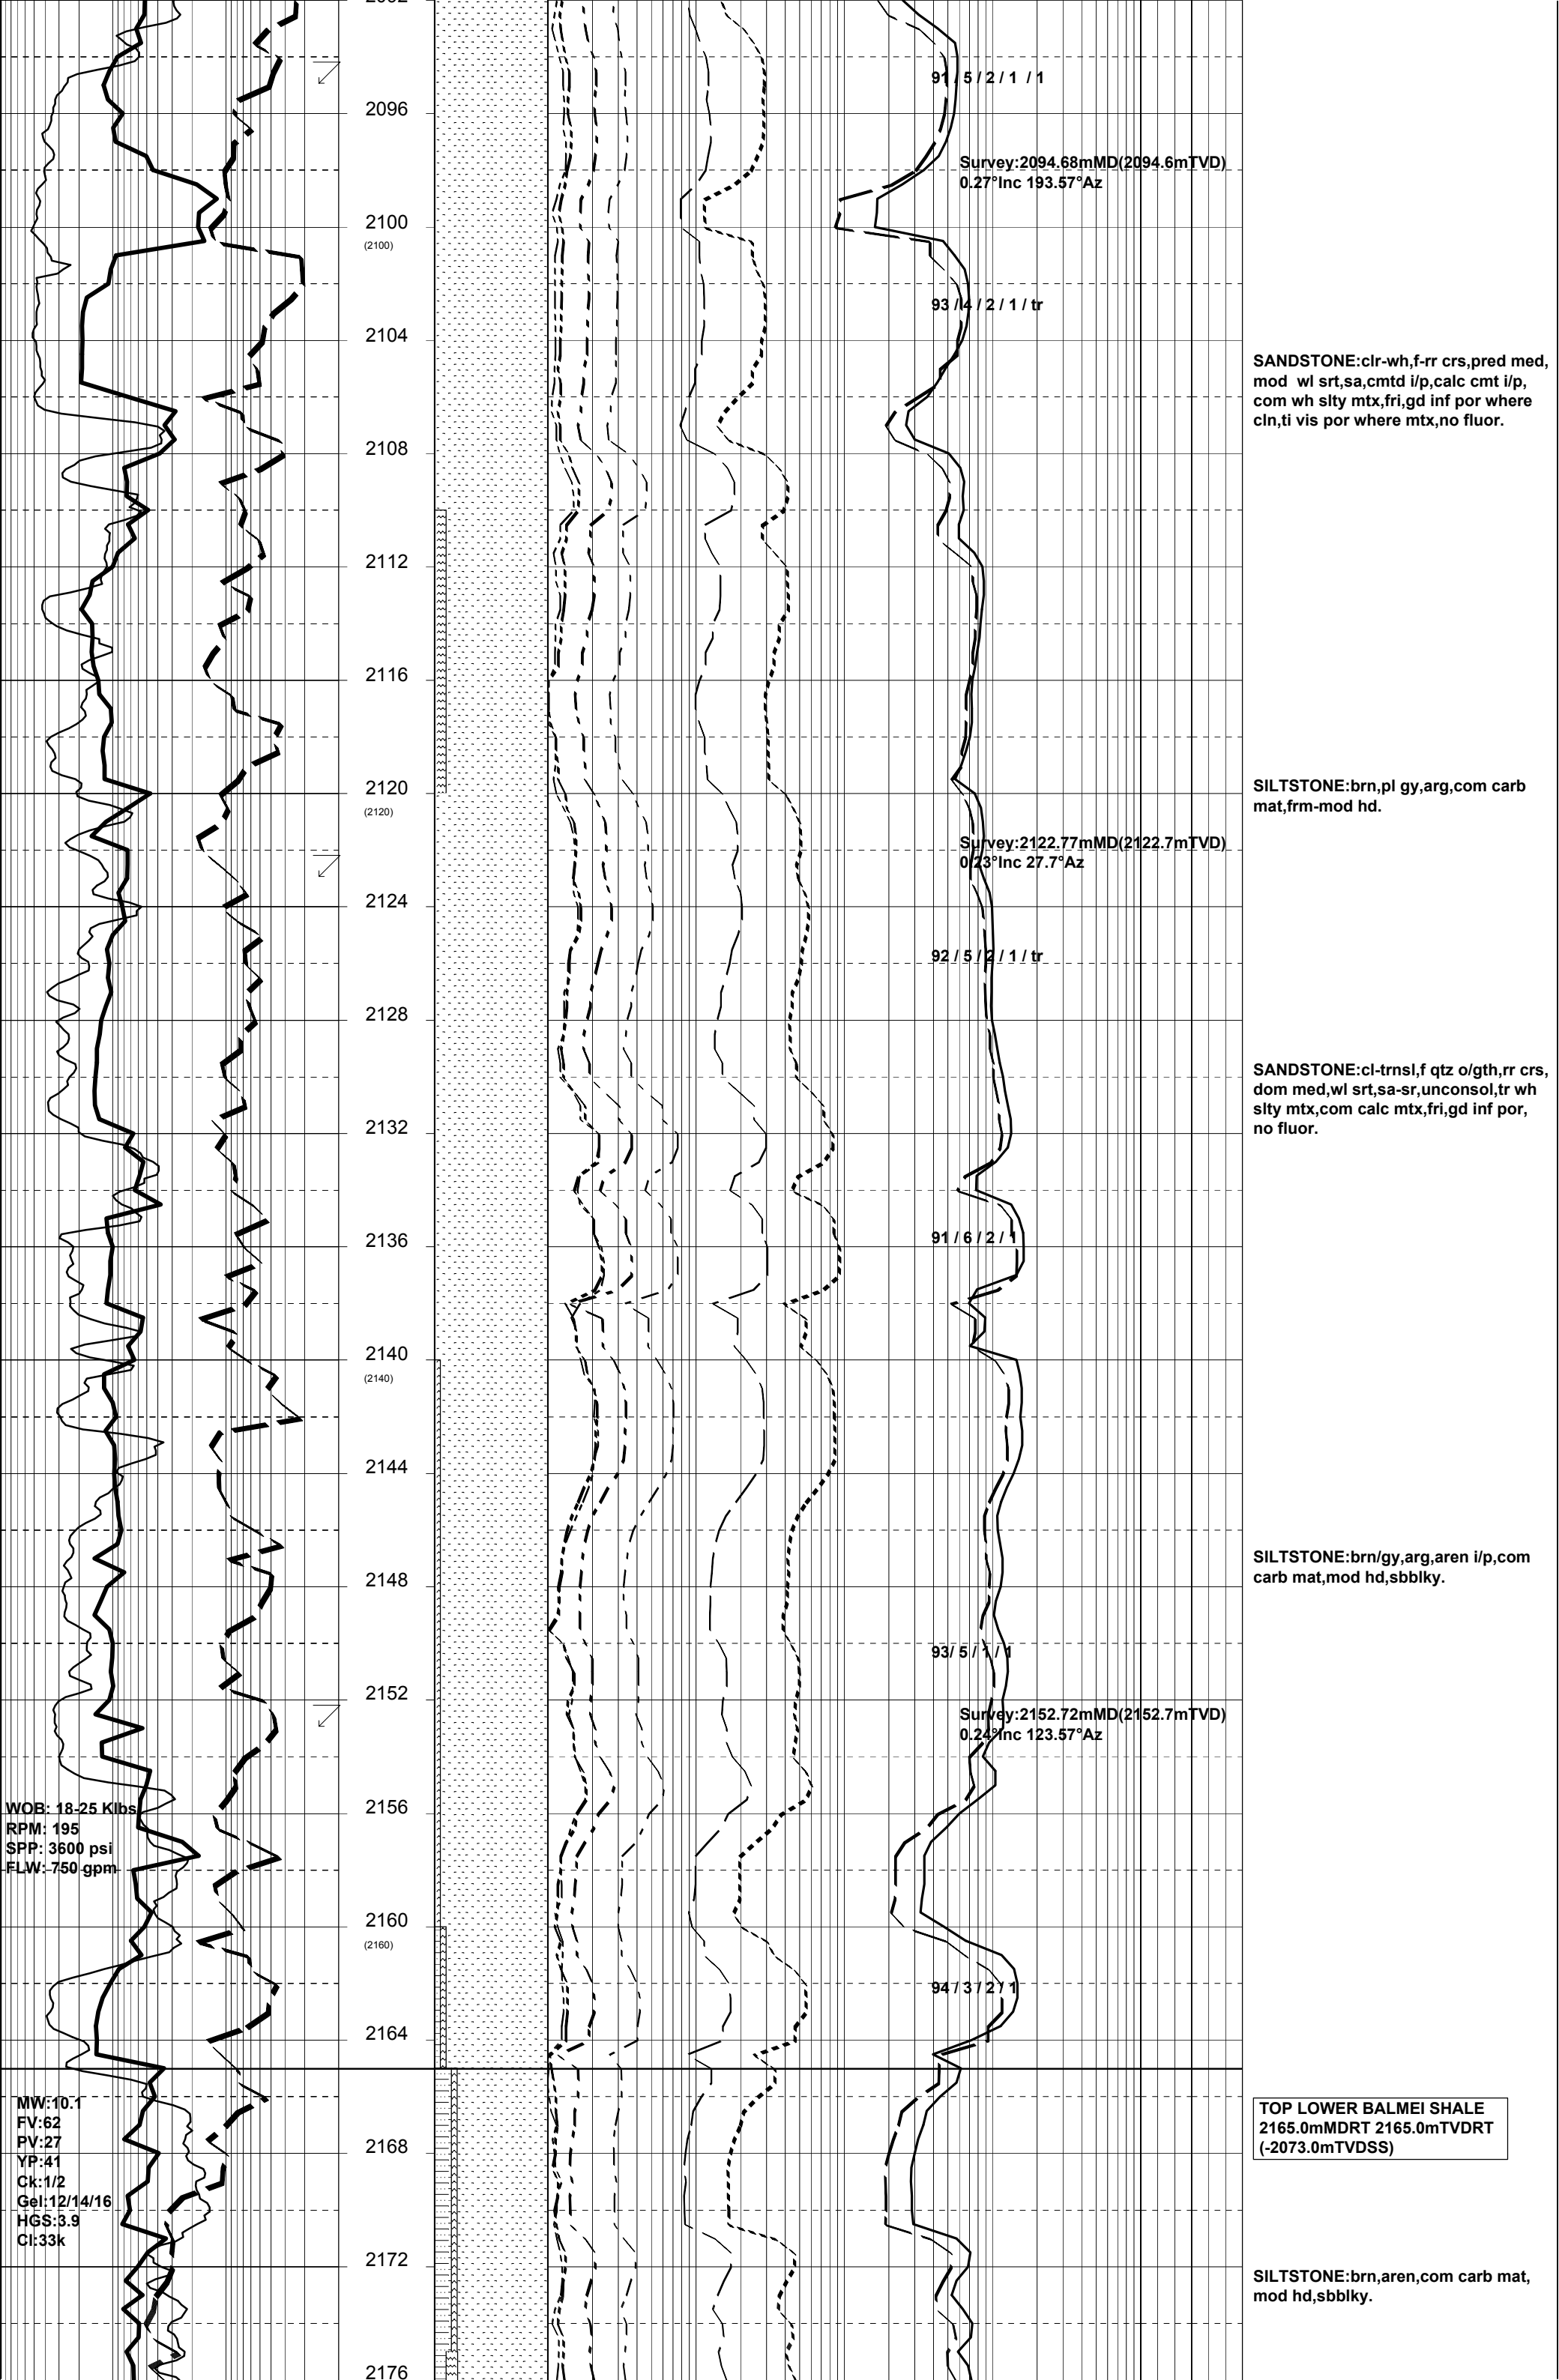 91 / 5 / 2 / 1 / 1
2096
Survey:2094.68mMD(2094.6mTVD)
0.27°Inc 193.57°Az
2100
(2100)
93 / 4 / 2 / 1 / tr
2104
SANDSTONE:clr-wh,f-rr crs,pred med,
mod wl srt,sa,cmtd i/p,calc cmt i/p,
com wh slty mtx,fri,gd inf por where
cln,ti vis por where mtx,no fluor.
2108
2112
2116
2120
(2120)
SILTSTONE:brn,pl gy,arg,com carb
mat,frm-mod hd.
Survey:2122.77mMD(2122.7mTVD)
0.23°Inc 27.7°Az
2124
92 / 5 / 2 / 1 / tr
2128
SANDSTONE:cl-trnsl,f qtz o/gth,rr crs,
dom med,wl srt,sa-sr,unconsol,tr wh
slty mtx,com calc mtx,fri,gd inf por,
no fluor.
2132
2136
91 / 6 / 2 / 1
2140
(2140)
2144
SILTSTONE:brn/gy,arg,aren i/p,com
carb mat,mod hd,sbblky.
2148
93/ 5 / 1 / 1
2152
Survey:2152.72mMD(2152.7mTVD)
0.24°Inc 123.57°Az
WOB: 18-25 Klbs
RPM: 195
SPP: 3600 psi
FLW: 750 gpm
2156
2160
(2160)
94 / 3 / 2 / 1
2164
MW:10.1
FV:62
PV:27
YP:41
Ck:1/2
Gel:12/14/16
HGS:3.9
Cl:33k
TOP LOWER BALMEI SHALE
2165.0mMDRT 2165.0mTVDRT
(-2073.0mTVDSS)
2168
2172
SILTSTONE:brn,aren,com carb mat,
mod hd,sbblky.
2176